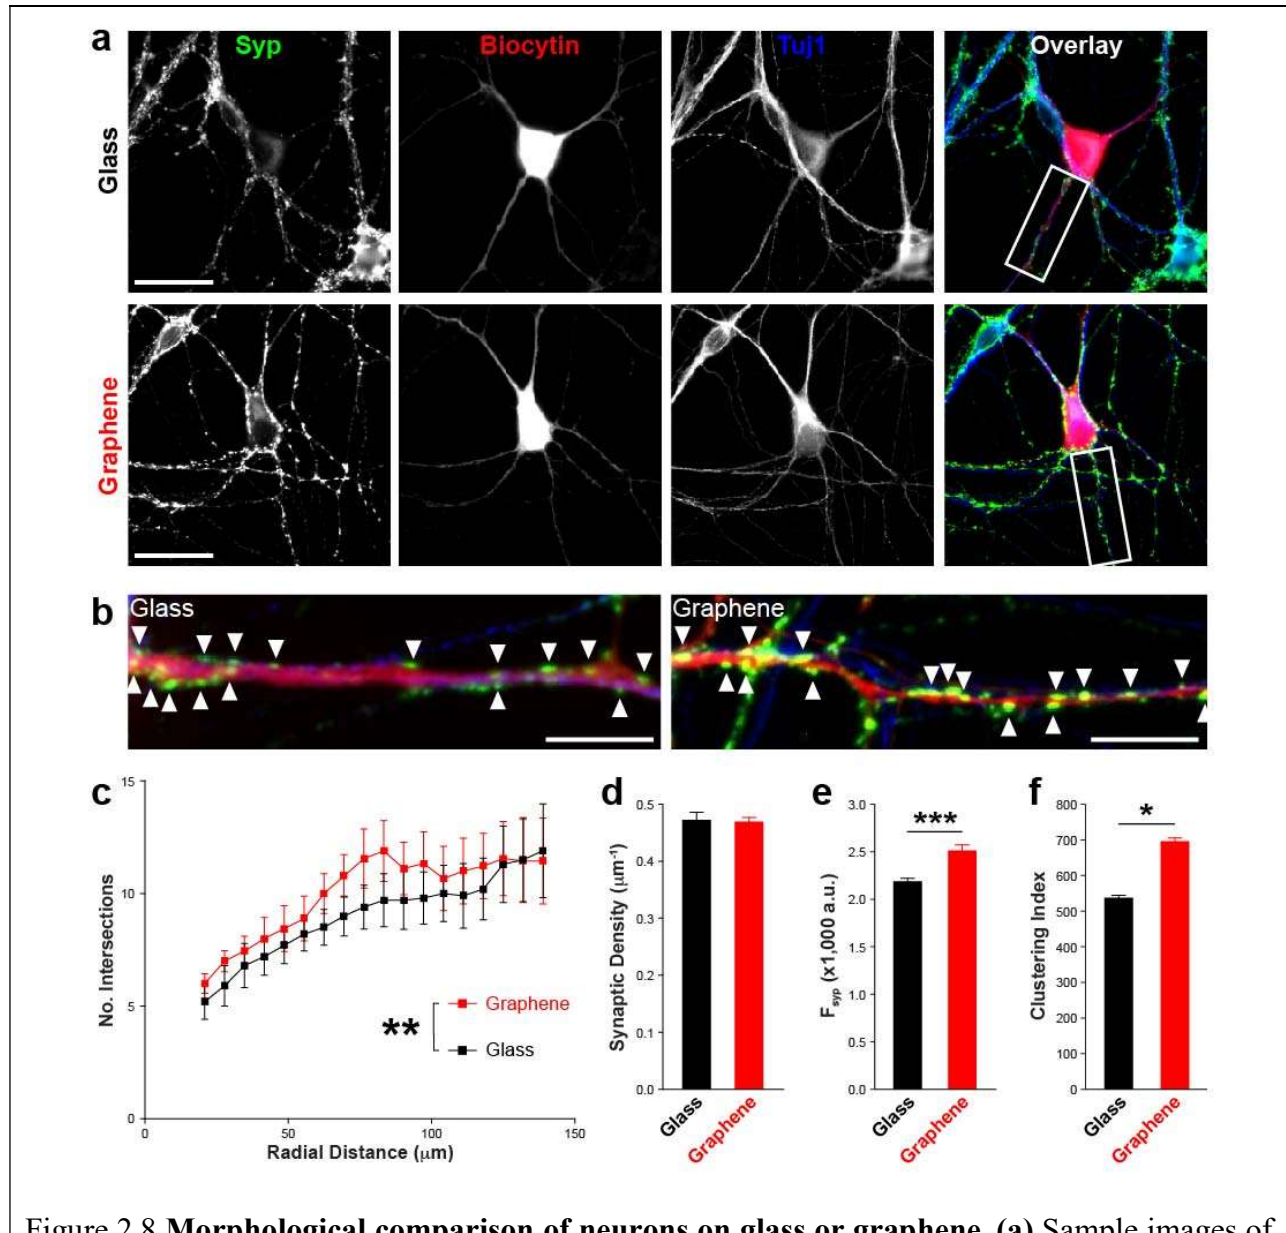 a
Syp
Biocytin
Tuj1
Overlay
Glass
Graphene
b
Glass
Graphene
c
15
10
5
0
No. Intersections
0
50
100
150
Radial Distance (μm)
**
Graphene
Glass
d
0.5
0.4
0.3
0.2
0.1
0.0
Synaptic Density (μm⁻¹)
Glass
Graphene
e
3.0
2.5
2.0
1.5
1.0
0.5
0.0
Fsyp (x1,000 a.u.)
***
Glass
Graphene
f
800
700
600
500
400
300
200
100
0
Clustering Index
*
Glass
Graphene
Figure 2.8 Morphological comparison of neurons on glass or graphene. (a) Sample images of